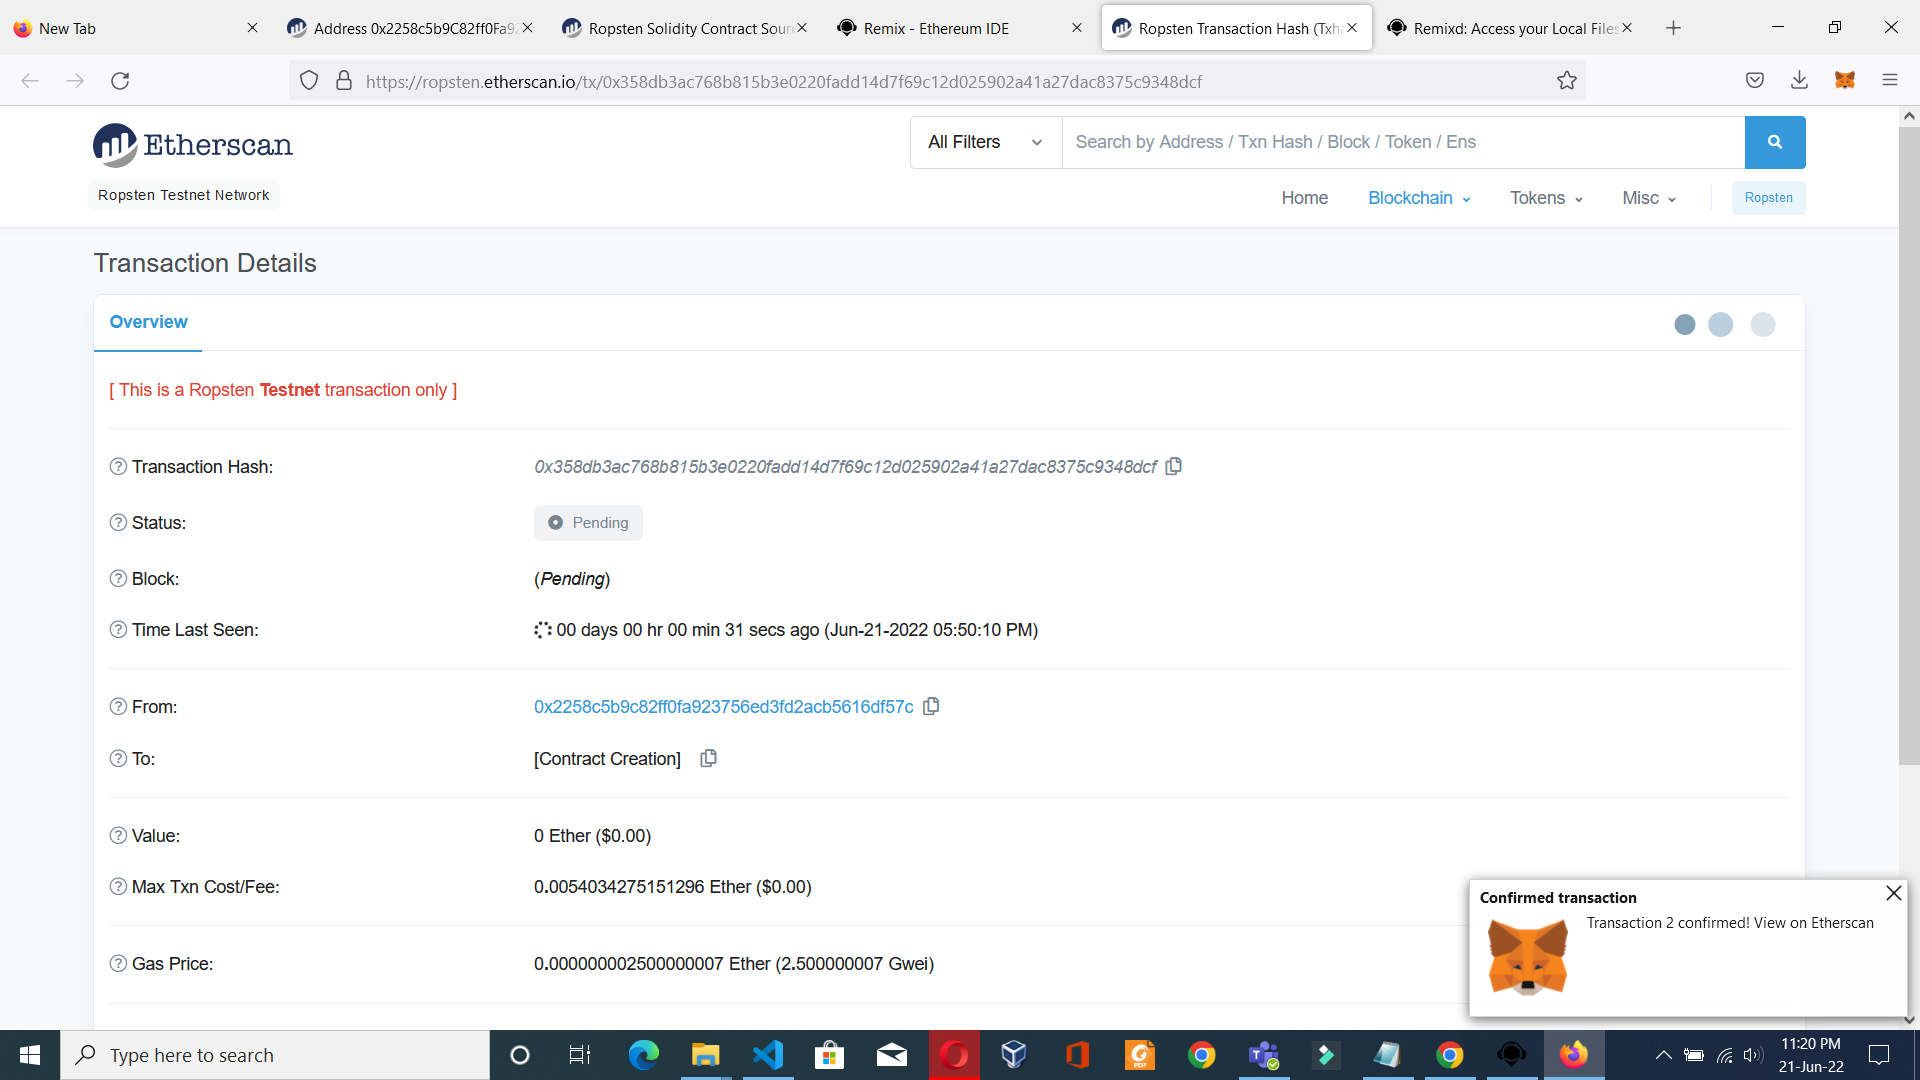 New Tab
Address 0x2258c5b9C82ff0Fa92
Ropsten Solidity Contract Sour
Remix - Ethereum IDE
Ropsten Transaction Hash (Txha
Remixd: Access your Local Files
https://ropsten.etherscan.io/tx/0x358db3ac768b815b3e0220fadd14d7f69c12d025902a41a27dac8375c9348dcf
Etherscan
All Filters
Search by Address / Txn Hash / Block / Token / Ens
Ropsten Testnet Network
Home
Blockchain
Tokens
Misc
Ropsten
Transaction Details
Overview
[ This is a Ropsten Testnet transaction only ]
Transaction Hash:
0x358db3ac768b815b3e0220fadd14d7f69c12d025902a41a27dac8375c9348dcf
Status:
Pending
Block:
(Pending)
Time Last Seen:
00 days 00 hr 00 min 31 secs ago (Jun-21-2022 05:50:10 PM)
From:
0x2258c5b9c82ff0fa923756ed3fd2acb5616df57c
To:
[Contract Creation]
Value:
0 Ether ($0.00)
Max Txn Cost/Fee:
0.0054034275151296 Ether ($0.00)
Gas Price:
0.000000002500000007 Ether (2.500000007 Gwei)
Confirmed transaction
Transaction 2 confirmed! View on Etherscan
Type here to search
11:20 PM
21-Jun-22